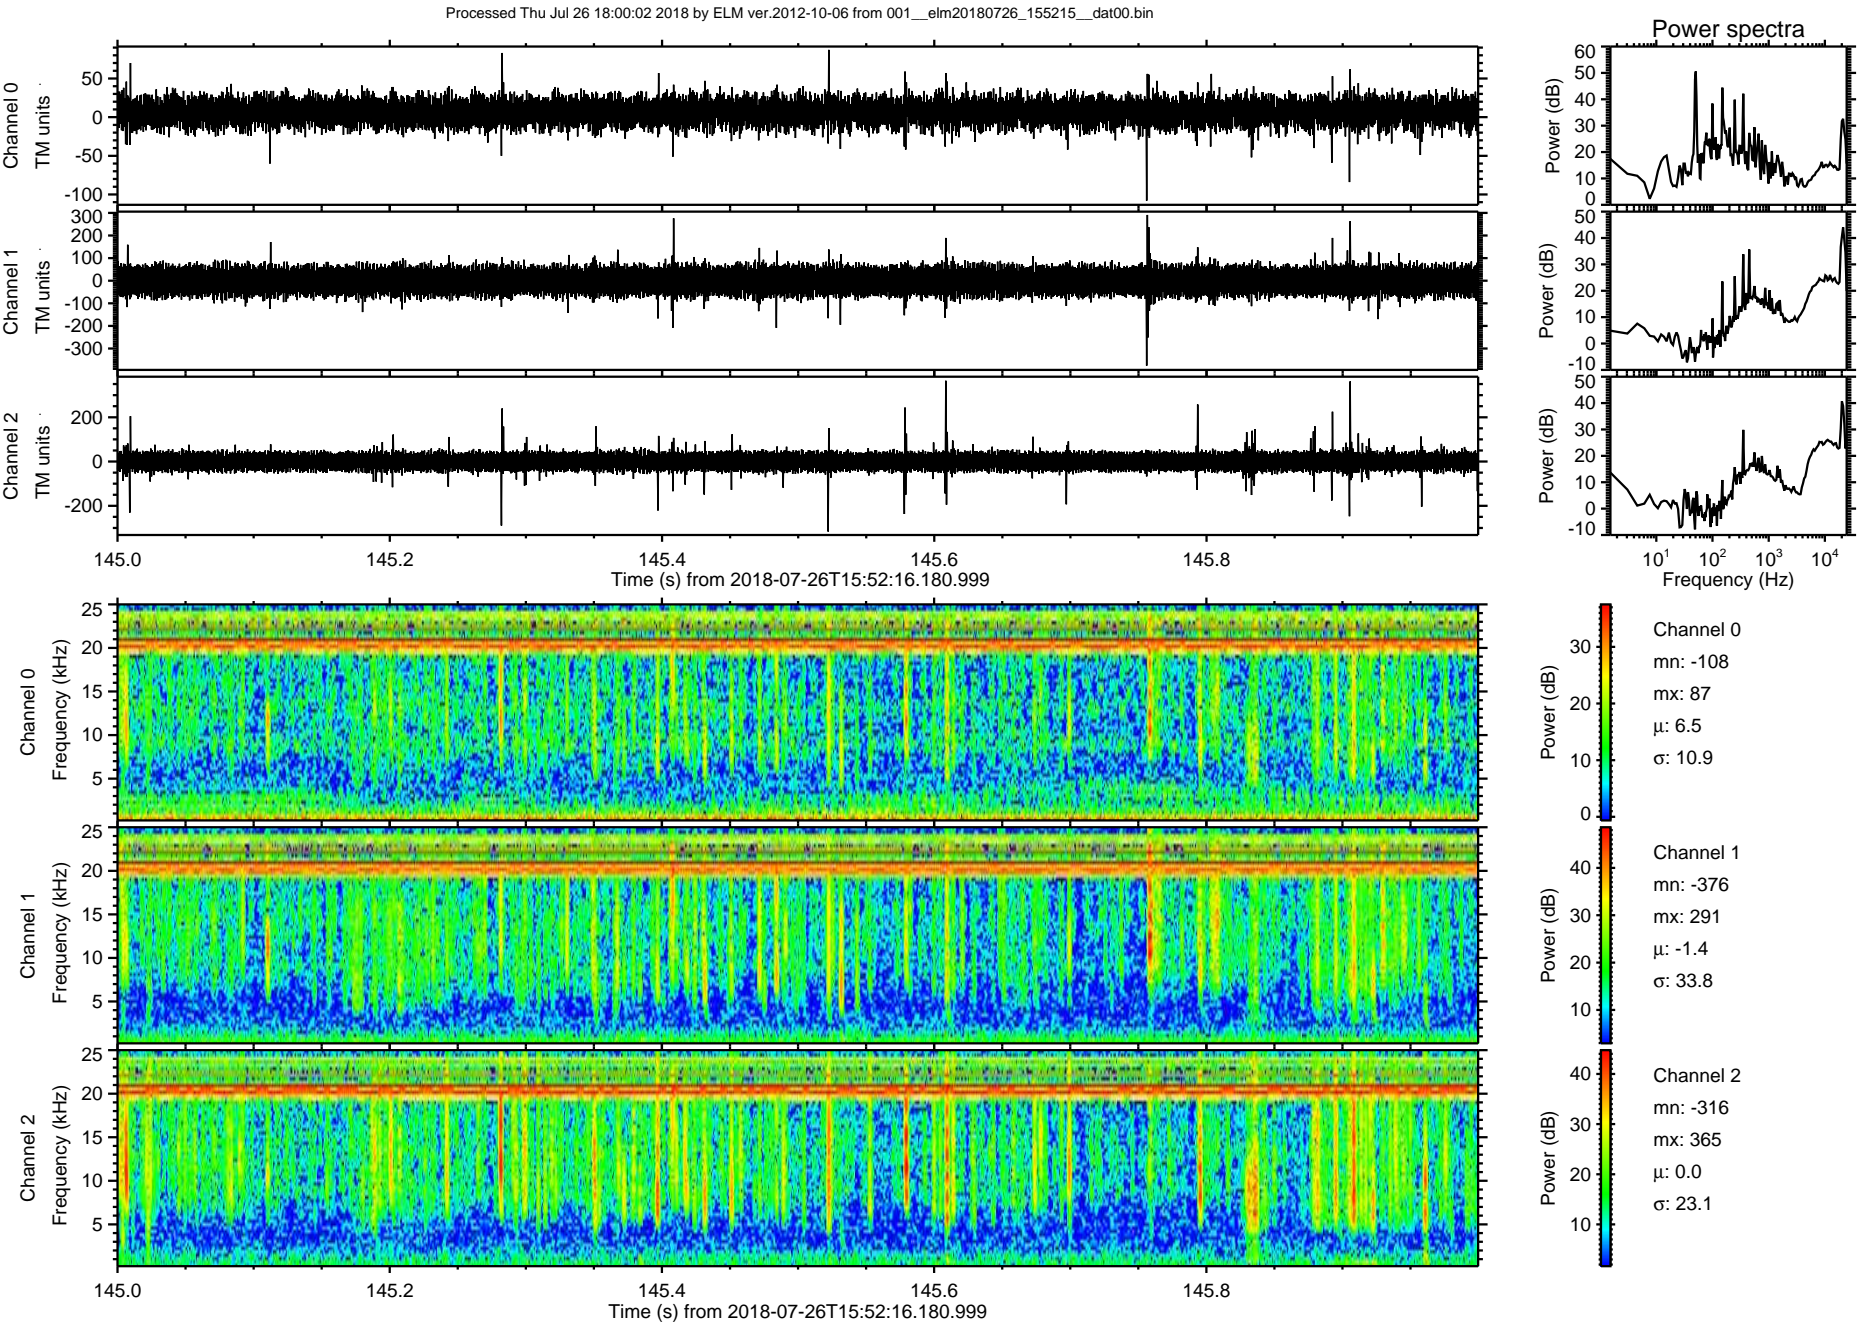 Processed Thu Jul 26 18:00:02 2018 by ELM ver.2012-10-06 from 001__elm20180726_155215__dat00.bin
Power spectra
Channel 0
TM units
50
0
-50
-100
Power (dB)
60
50
40
30
20
10
0
Channel 1
TM units
300
200
100
0
-100
-200
-300
Power (dB)
50
40
30
20
10
0
-10
Channel 2
TM units
200
0
-200
Power (dB)
50
40
30
20
10
0
-10
145.0 145.2 145.4 145.6 145.8
Time (s) from 2018-07-26T15:52:16.180.999
10^1 10^2 10^3 10^4
Frequency (Hz)
Channel 0
Frequency (kHz)
25
20
15
10
5
Power (dB)
30
20
10
0
Channel 0
mn: -108
mx: 87
μ: 6.5
σ: 10.9
Channel 1
Frequency (kHz)
25
20
15
10
5
Power (dB)
40
30
20
10
Channel 1
mn: -376
mx: 291
μ: -1.4
σ: 33.8
Channel 2
Frequency (kHz)
25
20
15
10
5
Power (dB)
40
30
20
10
Channel 2
mn: -316
mx: 365
μ: 0.0
σ: 23.1
145.0 145.2 145.4 145.6 145.8
Time (s) from 2018-07-26T15:52:16.180.999